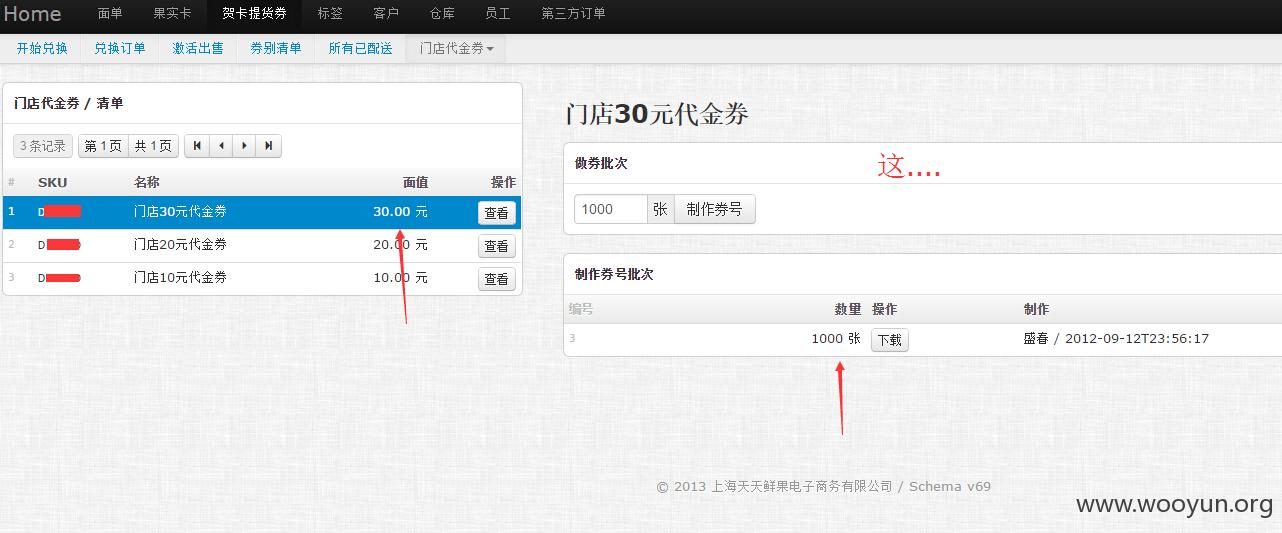 Home 面单 果实卡 贺卡提货券 标签 客户 仓库 员工 第三方订单
开始兑换 兑换订单 激活出售 券别清单 所有已配送 门店代金券
门店代金券 / 清单
3 条记录 第 1 页 共 1 页
# SKU 名称 面值 操作
1 D 门店30元代金券 30.00 元 查看
2 D 门店20元代金券 20.00 元 查看
3 D 门店10元代金券 10.00 元 查看
门店30元代金券
做券批次
这....
1000 张 制作券号
制作券号批次
编号 数量 操作 制作
3 1000 张 下载 盛春 / 2012-09-12T23:56:17
© 2013 上海天天鲜果电子商务有限公司 / Schema v69
www.wooyun.org